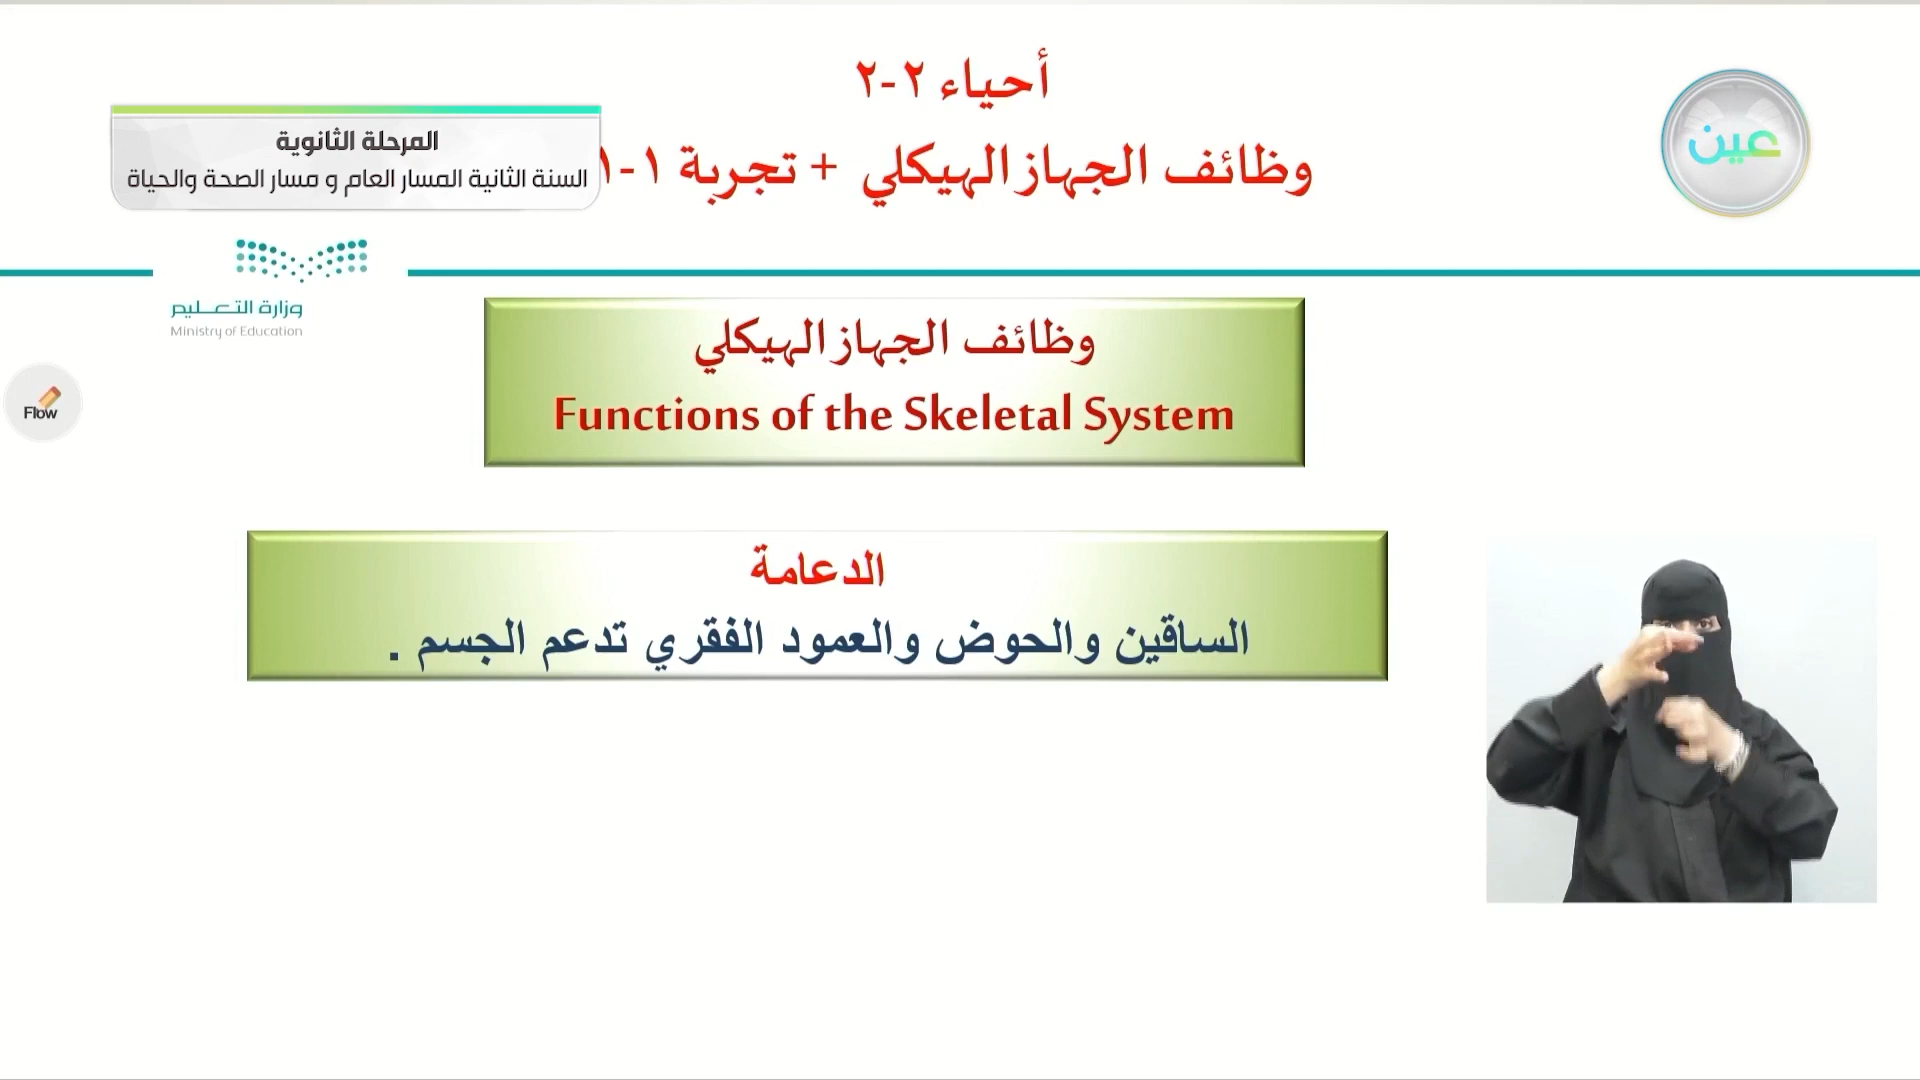 أحياء ٢-٢
وظائف الجهاز الهيكلي + تجربة ١-١
عين
المرحلة الثانوية
السنة الثانية المسار العام و مسار الصحة والحياة
وزارة التعليم
Ministry of Education
Flow
وظائف الجهاز الهيكلي
Functions of the Skeletal System
الدعامة
الساقين والحوض والعمود الفقري تدعم الجسم .